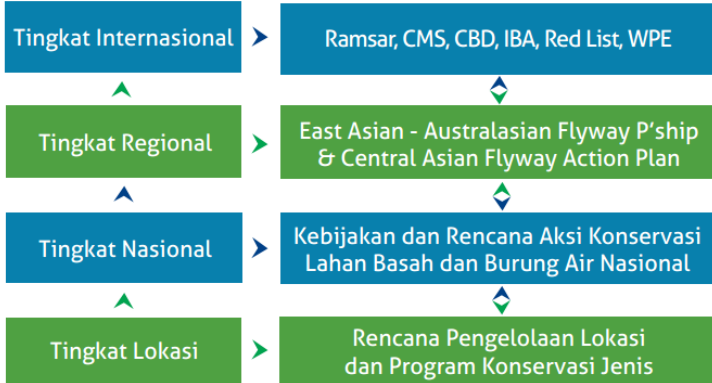 Tingkat Internasional
Ramsar, CMS, CBD, IBA, Red List, WPE
Tingkat Regional
East Asian - Australasian Flyway P'ship
& Central Asian Flyway Action Plan
Tingkat Nasional
Kebijakan dan Rencana Aksi Konservasi
Lahan Basah dan Burung Air Nasional
Tingkat Lokasi
Rencana Pengelolaan Lokasi
dan Program Konservasi Jenis